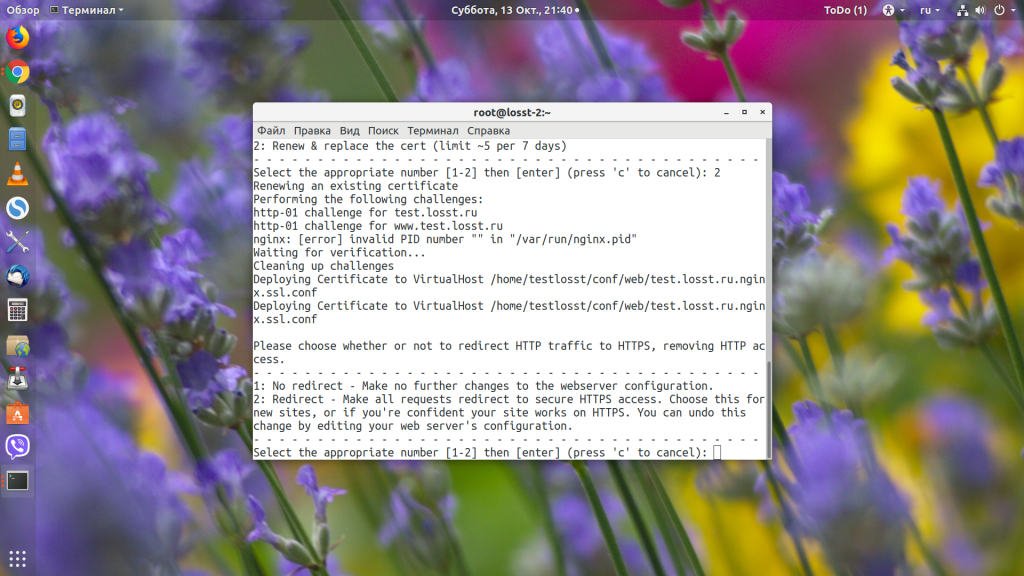 Обзор Терминал Суббота, 13 Окт., 21:40 ToDo (1) ru
root@losst-2:~
Файл Правка Вид Поиск Терминал Справка
2: Renew & replace the cert (limit ~5 per 7 days)
- - - - - - - - - - - - - - - - - - - - - - - - - - - - - - - - - - - - - - - -
Select the appropriate number [1-2] then [enter] (press 'c' to cancel): 2
Renewing an existing certificate
Performing the following challenges:
http-01 challenge for test.losst.ru
http-01 challenge for www.test.losst.ru
nginx: [error] invalid PID number "" in "/var/run/nginx.pid"
Waiting for verification...
Cleaning up challenges
Deploying Certificate to VirtualHost /home/testlosst/conf/web/test.losst.ru.ngin
x.ssl.conf
Deploying Certificate to VirtualHost /home/testlosst/conf/web/test.losst.ru.ngin
x.ssl.conf
Please choose whether or not to redirect HTTP traffic to HTTPS, removing HTTP ac
cess.
- - - - - - - - - - - - - - - - - - - - - - - - - - - - - - - - - - - - - - - -
1: No redirect - Make no further changes to the webserver configuration.
2: Redirect - Make all requests redirect to secure HTTPS access. Choose this for
new sites, or if you're confident your site works on HTTPS. You can undo this
change by editing your web server's configuration.
- - - - - - - - - - - - - - - - - - - - - - - - - - - - - - - - - - - - - - - -
Select the appropriate number [1-2] then [enter] (press 'c' to cancel):